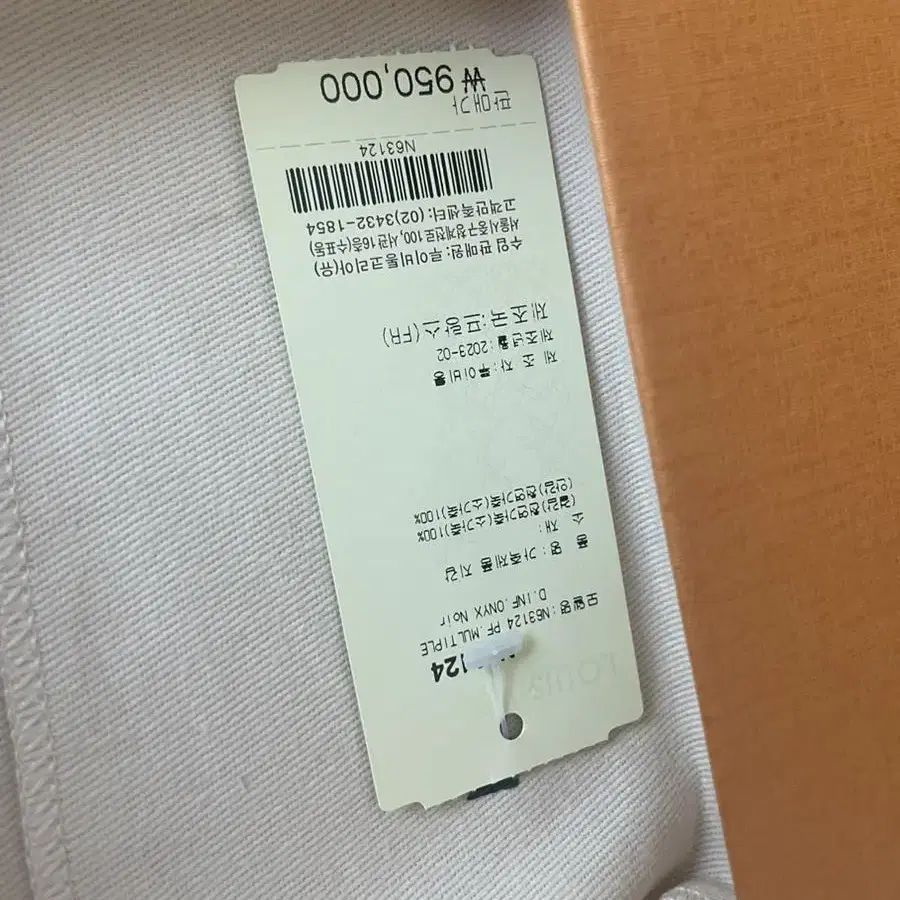 LOUIS
124
모델명:N63124 PF.MULTIPLE
D.INF.ONYX Noir
품 명:가죽제품 지갑
소 재:
(겉감)천연가죽(소가죽)100%
(안감)천연가죽(소가죽)100%
제 조 자:루이비통
제조년월:2023-02
제조국:프랑스(FR)
수입 판매원:루이비통코리아(유)
서울시중구청계천로100,서관16층(수표동)
고객만족센터:(02)3432-1854
N63124
판매가
₩ 950,000